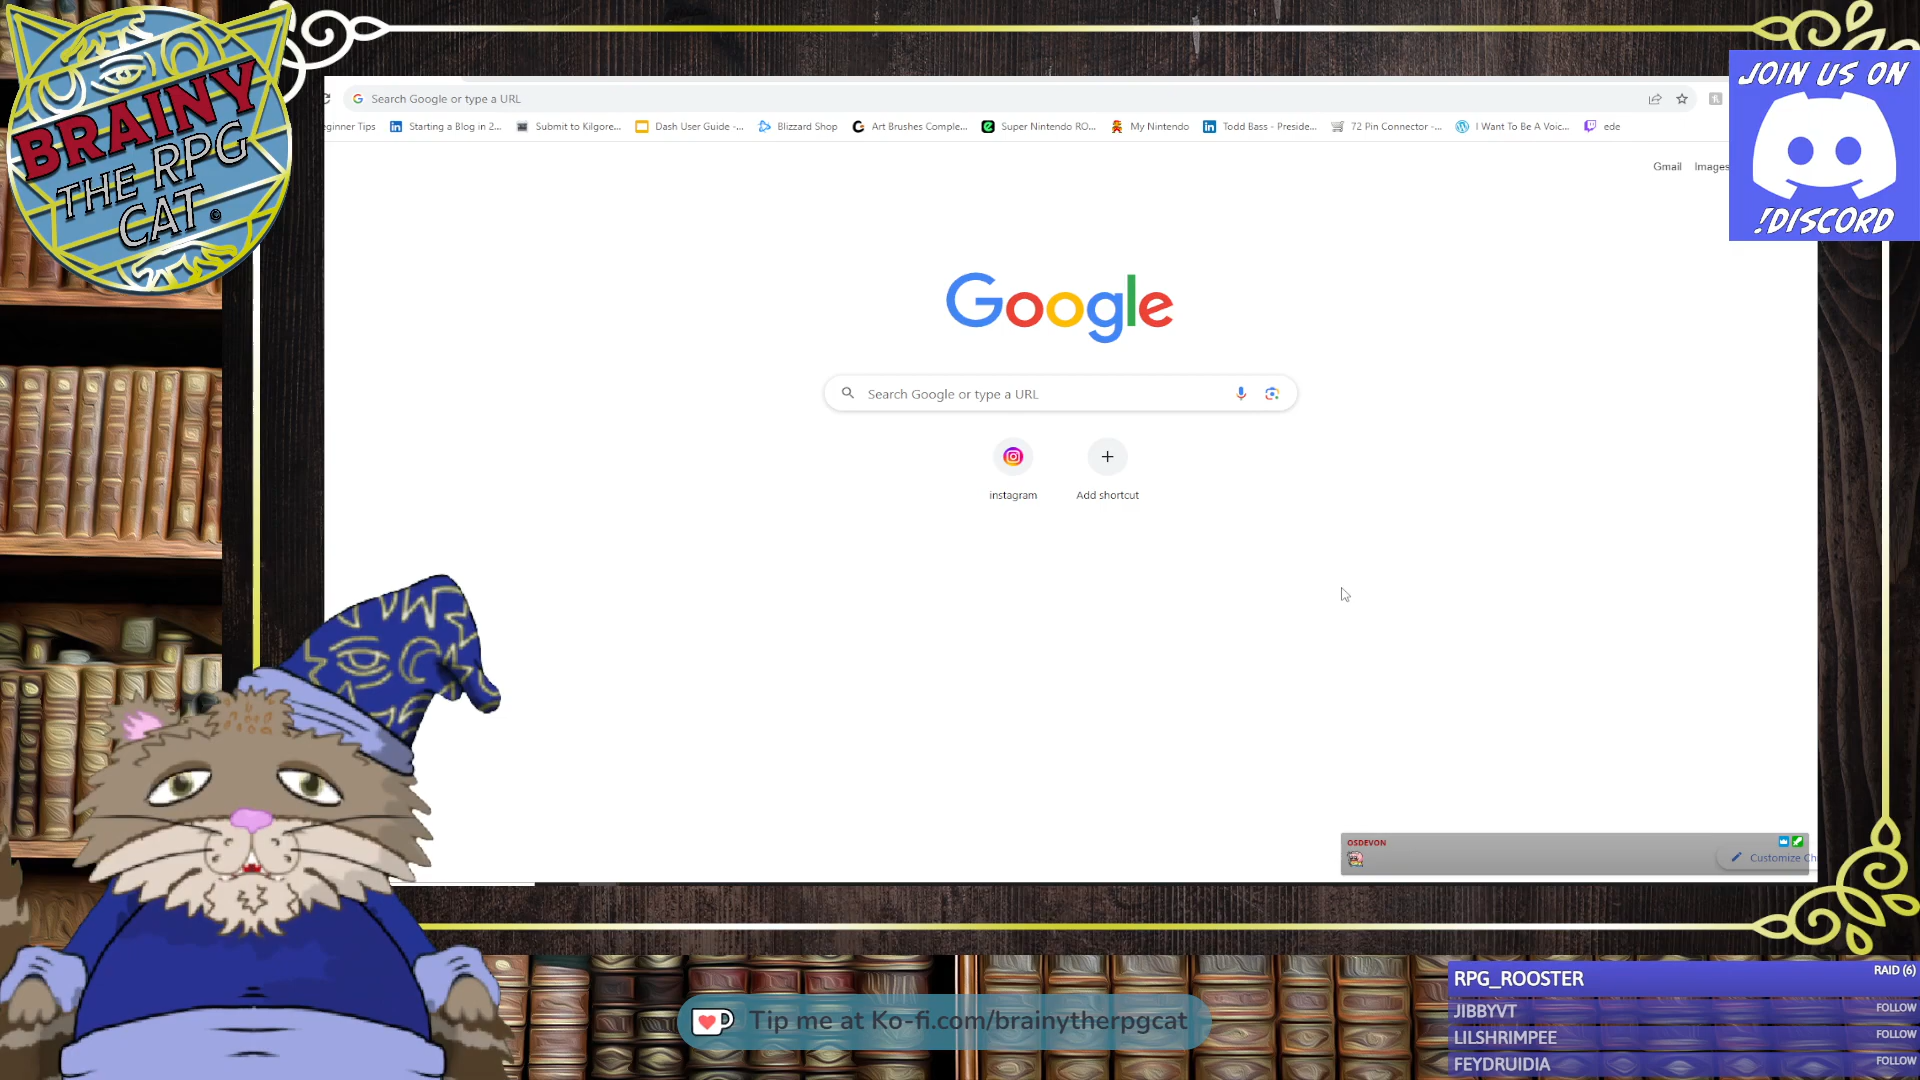 BRAINY
THE RPG
CAT
Search Google or type a URL
eginner Tips
Starting a Blog in 2...
Submit to Kilgore...
Dash User Guide -...
Blizzard Shop
Art Brushes Comple...
Super Nintendo RO...
My Nintendo
Todd Bass - Preside...
72 Pin Connector -...
I Want To Be A Voic...
ede
Gmail
Images
JOIN US ON
!DISCORD
Google
Search Google or type a URL
instagram
Add shortcut
OSDEVON
Customize Ch
Tip me at Ko-fi.com/brainytherpgcat
RPG_ROOSTER RAID (6)
JIBBYVT FOLLOW
LILSHRIMPEE FOLLOW
FEYDRUIDIA FOLLOW